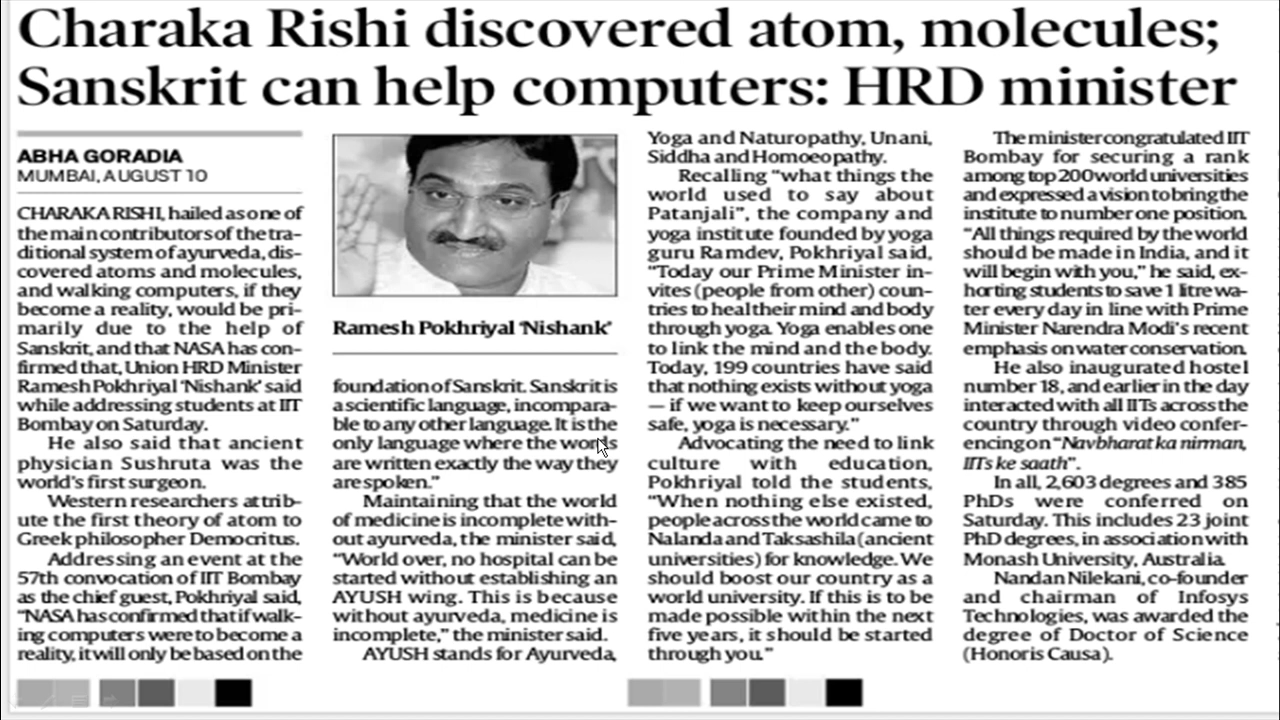 Charaka Rishi discovered atom, molecules;
Sanskrit can help computers: HRD minister
ABHA GORADIA
MUMBAI, AUGUST 10
CHARAKA RISHI, hailed as one of
the main contributors of the tra-
ditional system of ayurveda, dis-
covered atoms and molecules,
and walking computers, if they
become a reality, would be pri-
marily due to the help of
Sanskrit, and that NASA has con-
firmed that, Union HRD Minister
Ramesh Pokhriyal 'Nishank' said
while addressing students at IIT
Bombay on Saturday.
He also said that ancient
physician Sushruta was the
world's first surgeon.
Western researchers attrib-
ute the first theory of atom to
Greek philosopher Democritus.
Addressing an event at the
57th convocation of IIT Bombay
as the chief guest, Pokhriyal said,
"NASA has confirmed that if walk-
ing computers were to become a
reality, it will only be based on the
Ramesh Pokhriyal 'Nishank'
foundation of Sanskrit. Sanskrit is
a scientific language, incompara-
ble to any other language. It is the
only language where the words
are written exactly the way they
are spoken."
Maintaining that the world
of medicine is incomplete with-
out ayurveda, the minister said,
"World over, no hospital can be
started without establishing an
AYUSH wing. This is because
without ayurveda, medicine is
incomplete," the minister said.
AYUSH stands for Ayurveda,
Yoga and Naturopathy, Unani,
Siddha and Homoeopathy.
Recalling "what things the
world used to say about
Patanjali", the company and
yoga institute founded by yoga
guru Ramdev, Pokhriyal said,
"Today our Prime Minister in-
vites (people from other) coun-
tries to heal their mind and body
through yoga. Yoga enables one
to link the mind and the body.
Today, 199 countries have said
that nothing exists without yoga
— if we want to keep ourselves
safe, yoga is necessary."
Advocating the need to link
culture with education,
Pokhriyal told the students,
"When nothing else existed,
people across the world came to
Nalanda and Taksashila (ancient
universities) for knowledge. We
should boost our country as a
world university. If this is to be
made possible within the next
five years, it should be started
through you."
The minister congratulated IIT
Bombay for securing a rank
among top 200 world universities
and expressed a vision to bring the
institute to number one position.
"All things required by the world
should be made in India, and it
will begin with you," he said, ex-
horting students to save 1 litre wa-
ter every day in line with Prime
Minister Narendra Modi's recent
emphasis on water conservation.
He also inaugurated hostel
number 18, and earlier in the day
interacted with all IITs across the
country through video confer-
encing on "Navbharat ka nirman,
IITs ke saath".
In all, 2,603 degrees and 385
PhDs were conferred on
Saturday. This includes 23 joint
PhD degrees, in association with
Monash University, Australia.
Nandan Nilekani, co-founder
and chairman of Infosys
Technologies, was awarded the
degree of Doctor of Science
(Honoris Causa).